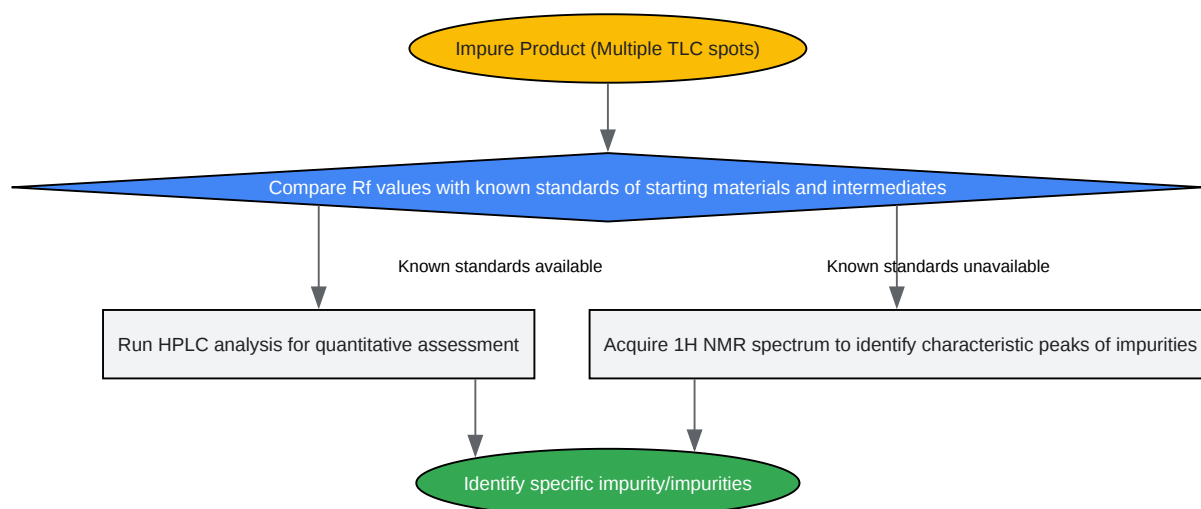 Impure Product (Multiple TLC spots)
Compare Rf values with known standards of starting materials and intermediates
Known standards available
Known standards unavailable
Run HPLC analysis for quantitative assessment
Acquire 1H NMR spectrum to identify characteristic peaks of impurities
Identify specific impurity/impurities